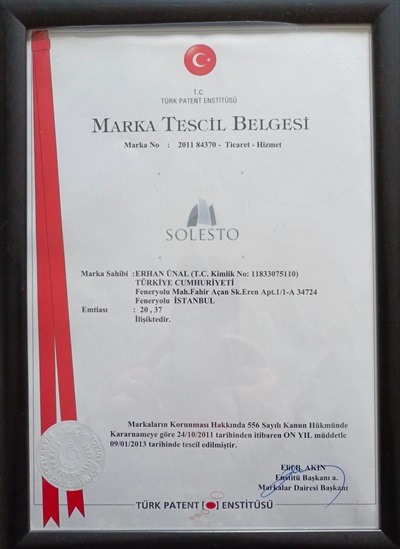 T.C.
TÜRK PATENT ENSTİTÜSÜ
MARKA TESCİL BELGESİ
Marka No : 2011 84370 - Ticaret - Hizmet
SOLESTO
Marka Sahibi :ERHAN ÜNAL (T.C. Kimlik No: 11833075110)
TÜRKİYE CUMHURİYETİ
Feneryolu Mah.Fahir Açan Sk.Eren Apt.1/1-A 34724
Feneryolu İSTANBUL
Emtiası : 20 , 37
İlişiktedir.
Markaların Korunması Hakkında 556 Sayılı Kanun Hükmünde
Kararnameye göre 24/10/2011 tarihinden itibaren ON YIL müddetle
09/01/2013 tarihinde tescil edilmiştir.
Elif B. AKIN
Enstitü Başkanı a.
Markalar Dairesi Başkanı
TÜRK PATENT ENSTİTÜSÜ